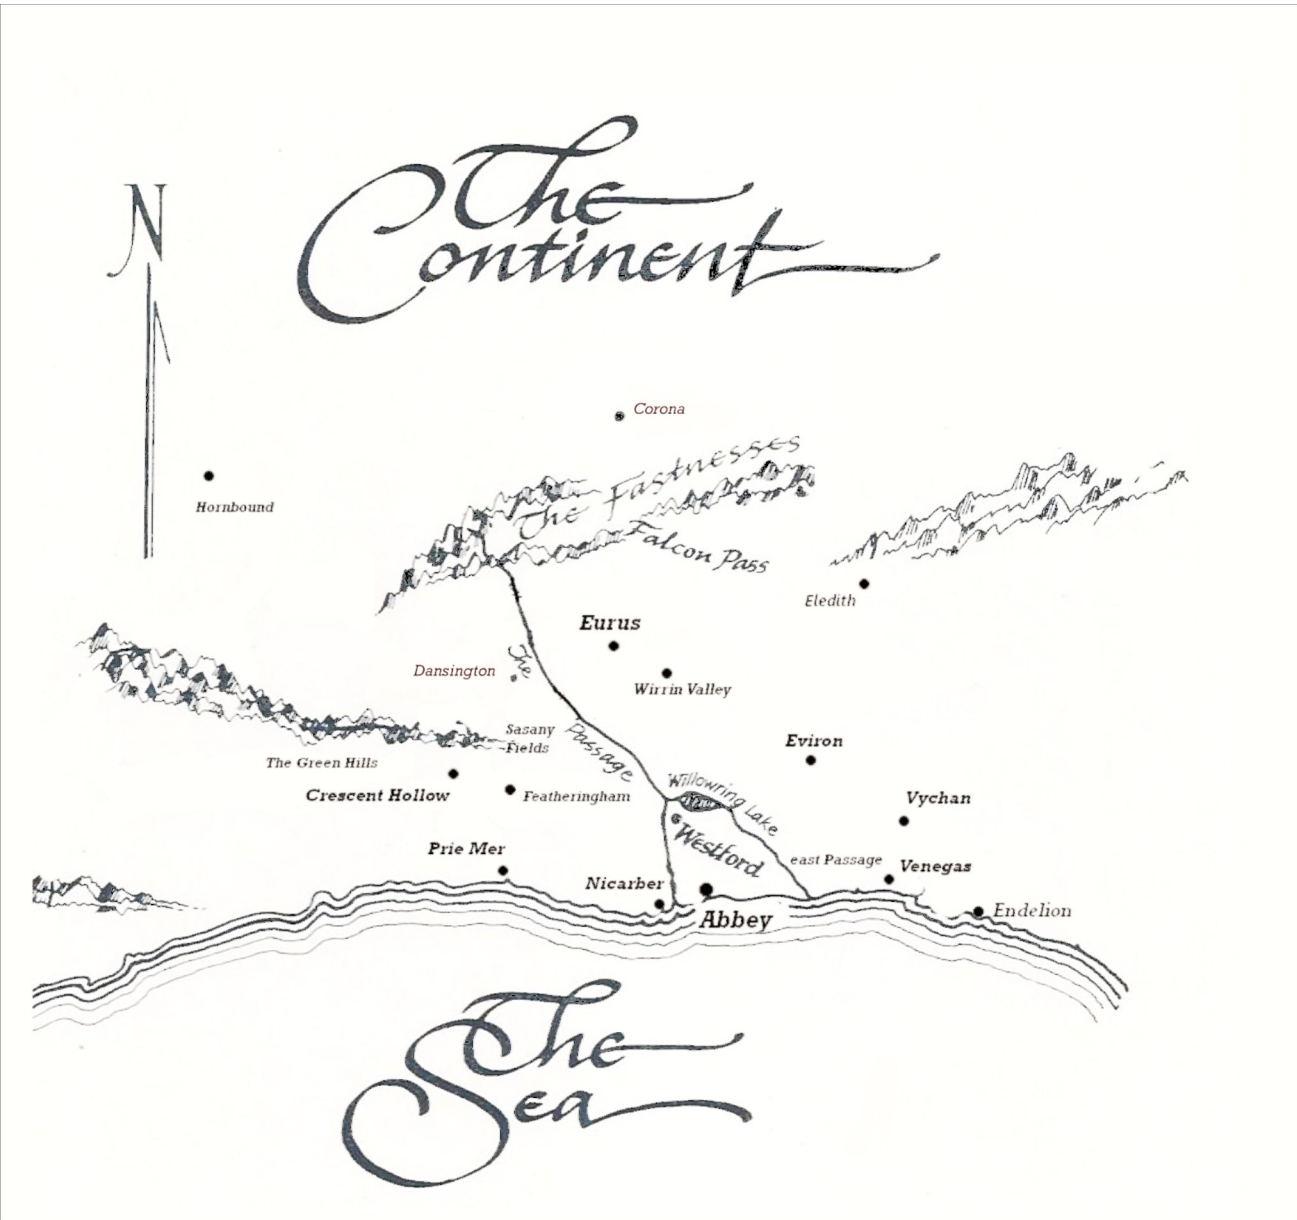 The
Continent
N
Corona
The Fastnesses
Hornbound
Falcon Pass
Eledith
Eurus
The
Dansington
Wirrin Valley
Sasany
Fields
Passage
Eviron
The Green Hills
Crescent Hollow
Featheringham
Willowring Lake
Vychan
Westford
Prie Mer
east Passage
Venegas
Nicarber
Abbey
Endelion
The
Sea